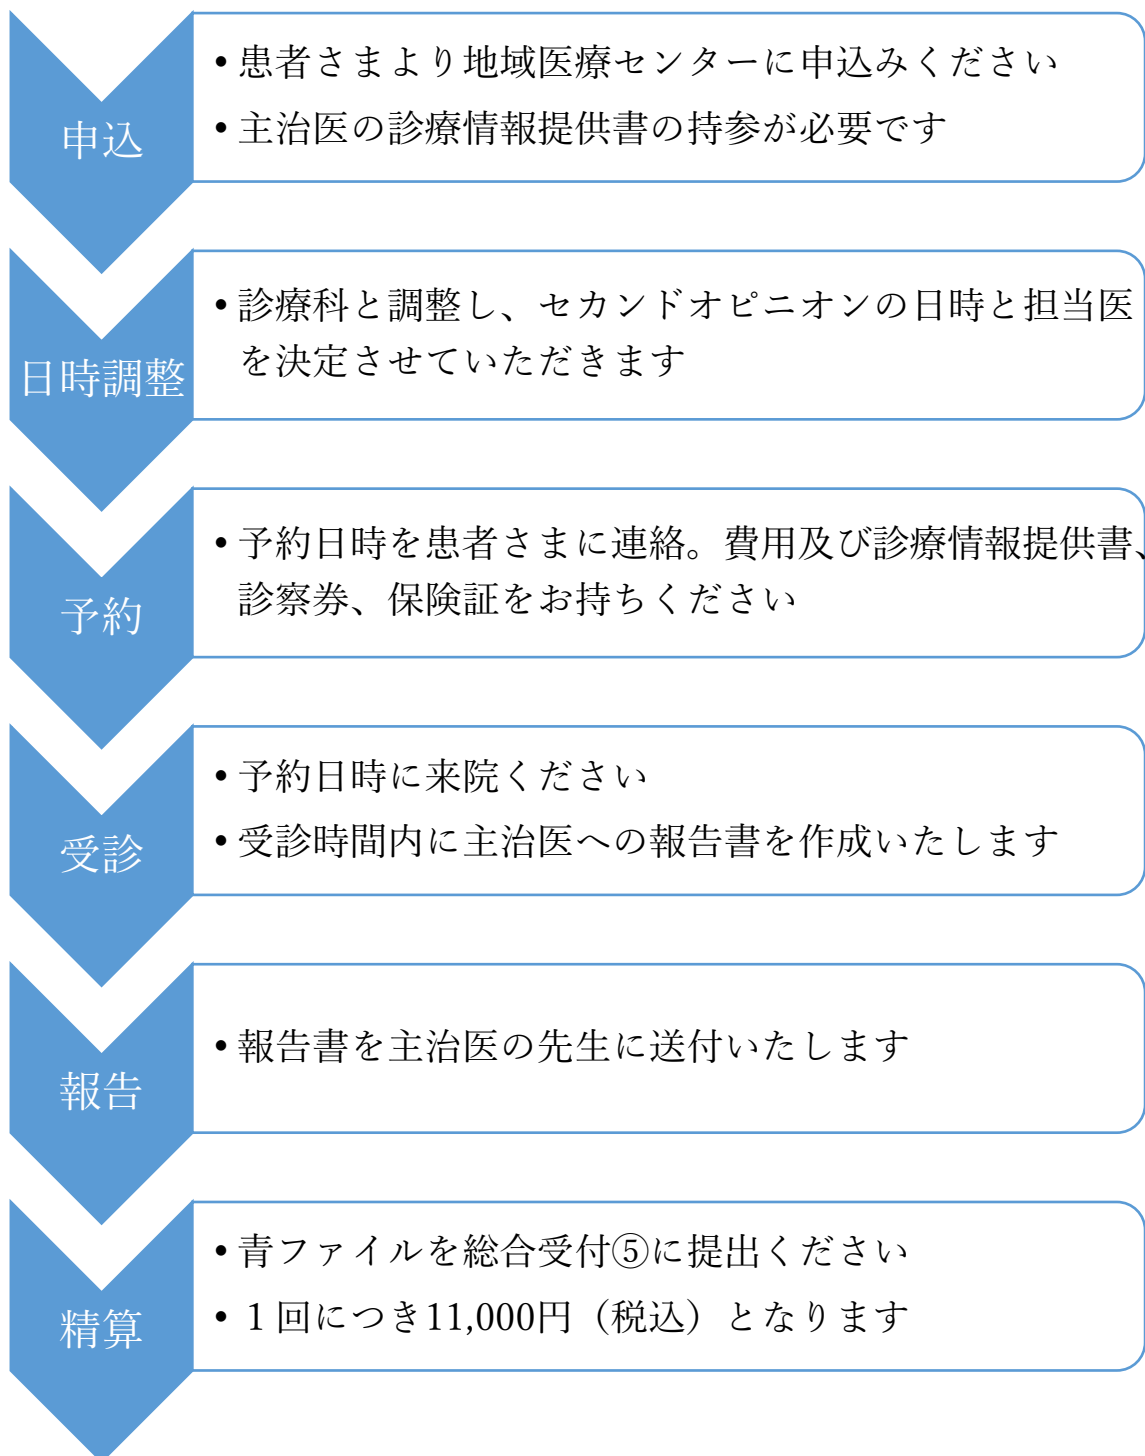 申込
• 患者さまより地域医療センターに申込みください
• 主治医の診療情報提供書の持参が必要です
日時調整
• 診療科と調整し、セカンドオピニオンの日時と担当医
を決定させていただきます
予約
• 予約日時を患者さまに連絡。費用及び診療情報提供書、
診察券、保険証をお持ちください
受診
• 予約日時に来院ください
• 受診時間内に主治医への報告書を作成いたします
報告
• 報告書を主治医の先生に送付いたします
精算
• 青ファイルを総合受付⑤に提出ください
• １回につき11,000円（税込）となります